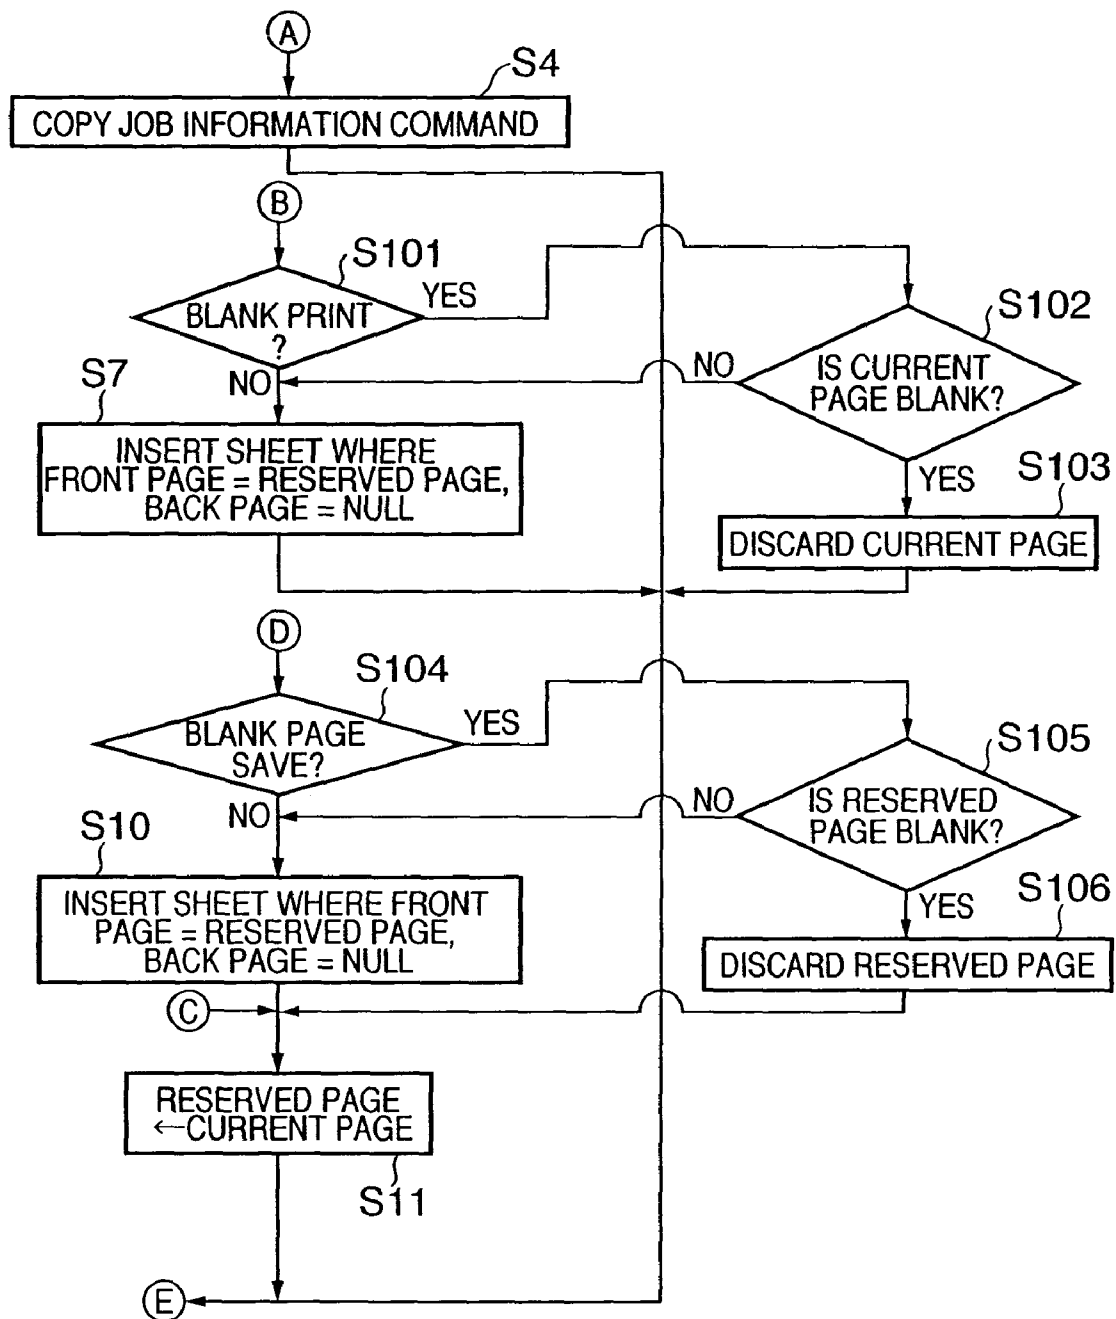 A
S4
COPY JOB INFORMATION COMMAND
B
S101
BLANK PRINT
?
YES
NO
S102
IS CURRENT
PAGE BLANK?
NO
YES
S7
INSERT SHEET WHERE
FRONT PAGE = RESERVED PAGE,
BACK PAGE = NULL
S103
DISCARD CURRENT PAGE
D
S104
BLANK PAGE
SAVE?
YES
NO
S105
IS RESERVED
PAGE BLANK?
NO
YES
S10
INSERT SHEET WHERE FRONT
PAGE = RESERVED PAGE,
BACK PAGE = NULL
S106
DISCARD RESERVED PAGE
C
RESERVED PAGE
←CURRENT PAGE
S11
E